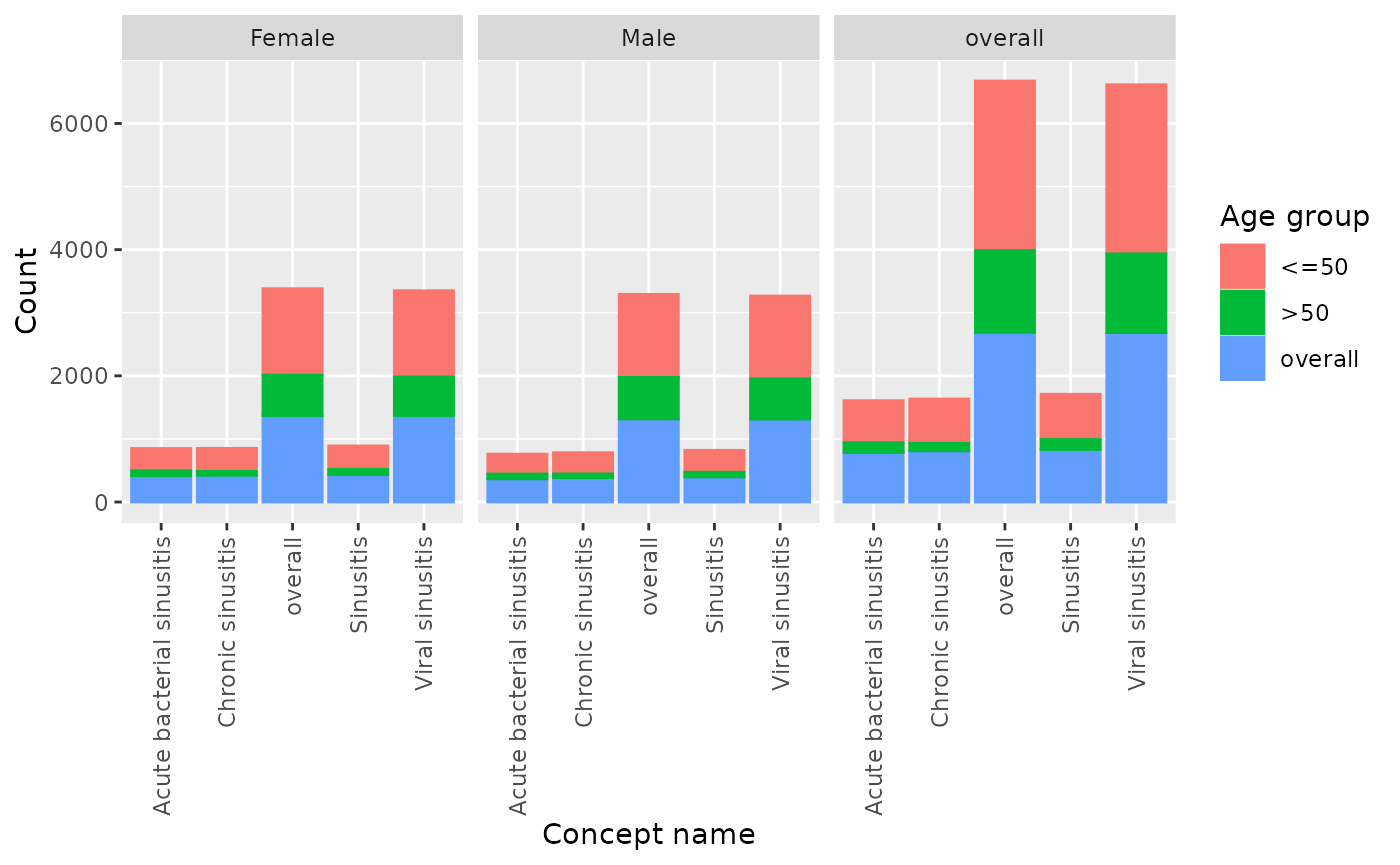 Female
Male
overall
Count
6000
4000
2000
0
Age group
<=50
>50
overall
Acute bacterial sinusitis
Chronic sinusitis
overall
Sinusitis
Viral sinusitis
Acute bacterial sinusitis
Chronic sinusitis
overall
Sinusitis
Viral sinusitis
Acute bacterial sinusitis
Chronic sinusitis
overall
Sinusitis
Viral sinusitis
Concept name